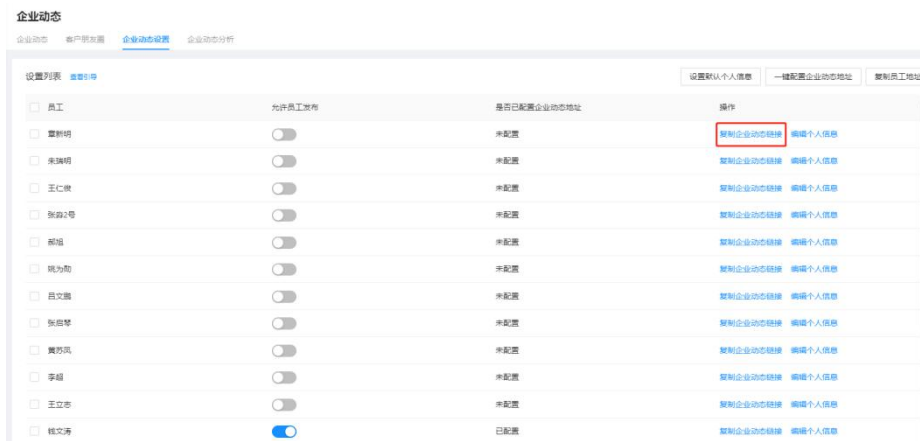 企业动态
企业动态 客户朋友圈 企业动态设置 企业动态分析
设置列表 查看引导 设置默认个人信息 一键配置企业动态地址 复制员工地址
员工 允许员工发布 是否已配置企业动态地址 操作
章新明 未配置 复制企业动态链接 编辑个人信息
朱瑞明 未配置 复制企业动态链接 编辑个人信息
王仁俊 未配置 复制企业动态链接 编辑个人信息
张淼2号 未配置 复制企业动态链接 编辑个人信息
郝旭 未配置 复制企业动态链接 编辑个人信息
姚为勋 未配置 复制企业动态链接 编辑个人信息
吕文鹏 未配置 复制企业动态链接 编辑个人信息
张启琴 未配置 复制企业动态链接 编辑个人信息
黄苏凤 未配置 复制企业动态链接 编辑个人信息
李超 未配置 复制企业动态链接 编辑个人信息
王立志 未配置 复制企业动态链接 编辑个人信息
钱文涛 已配置 复制企业动态链接 编辑个人信息